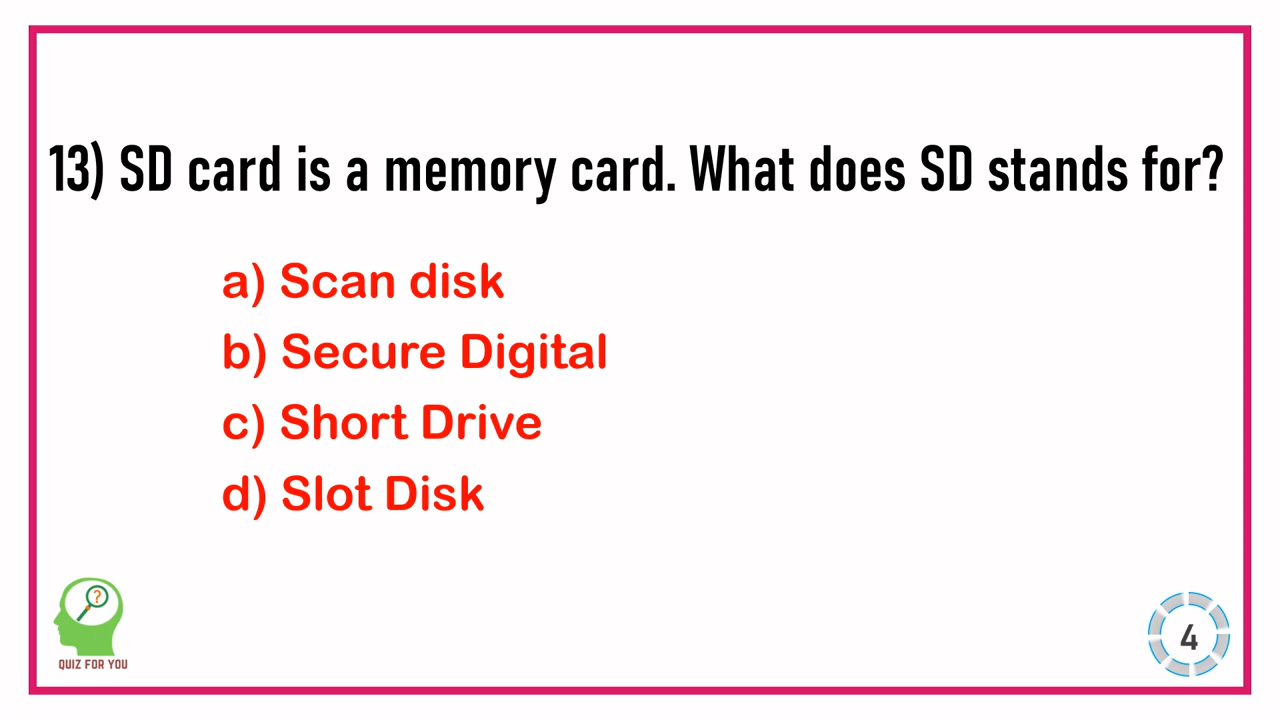 13) SD card is a memory card. What does SD stands for?
a) Scan disk
b) Secure Digital
c) Short Drive
d) Slot Disk
?
QUIZ FOR YOU
4